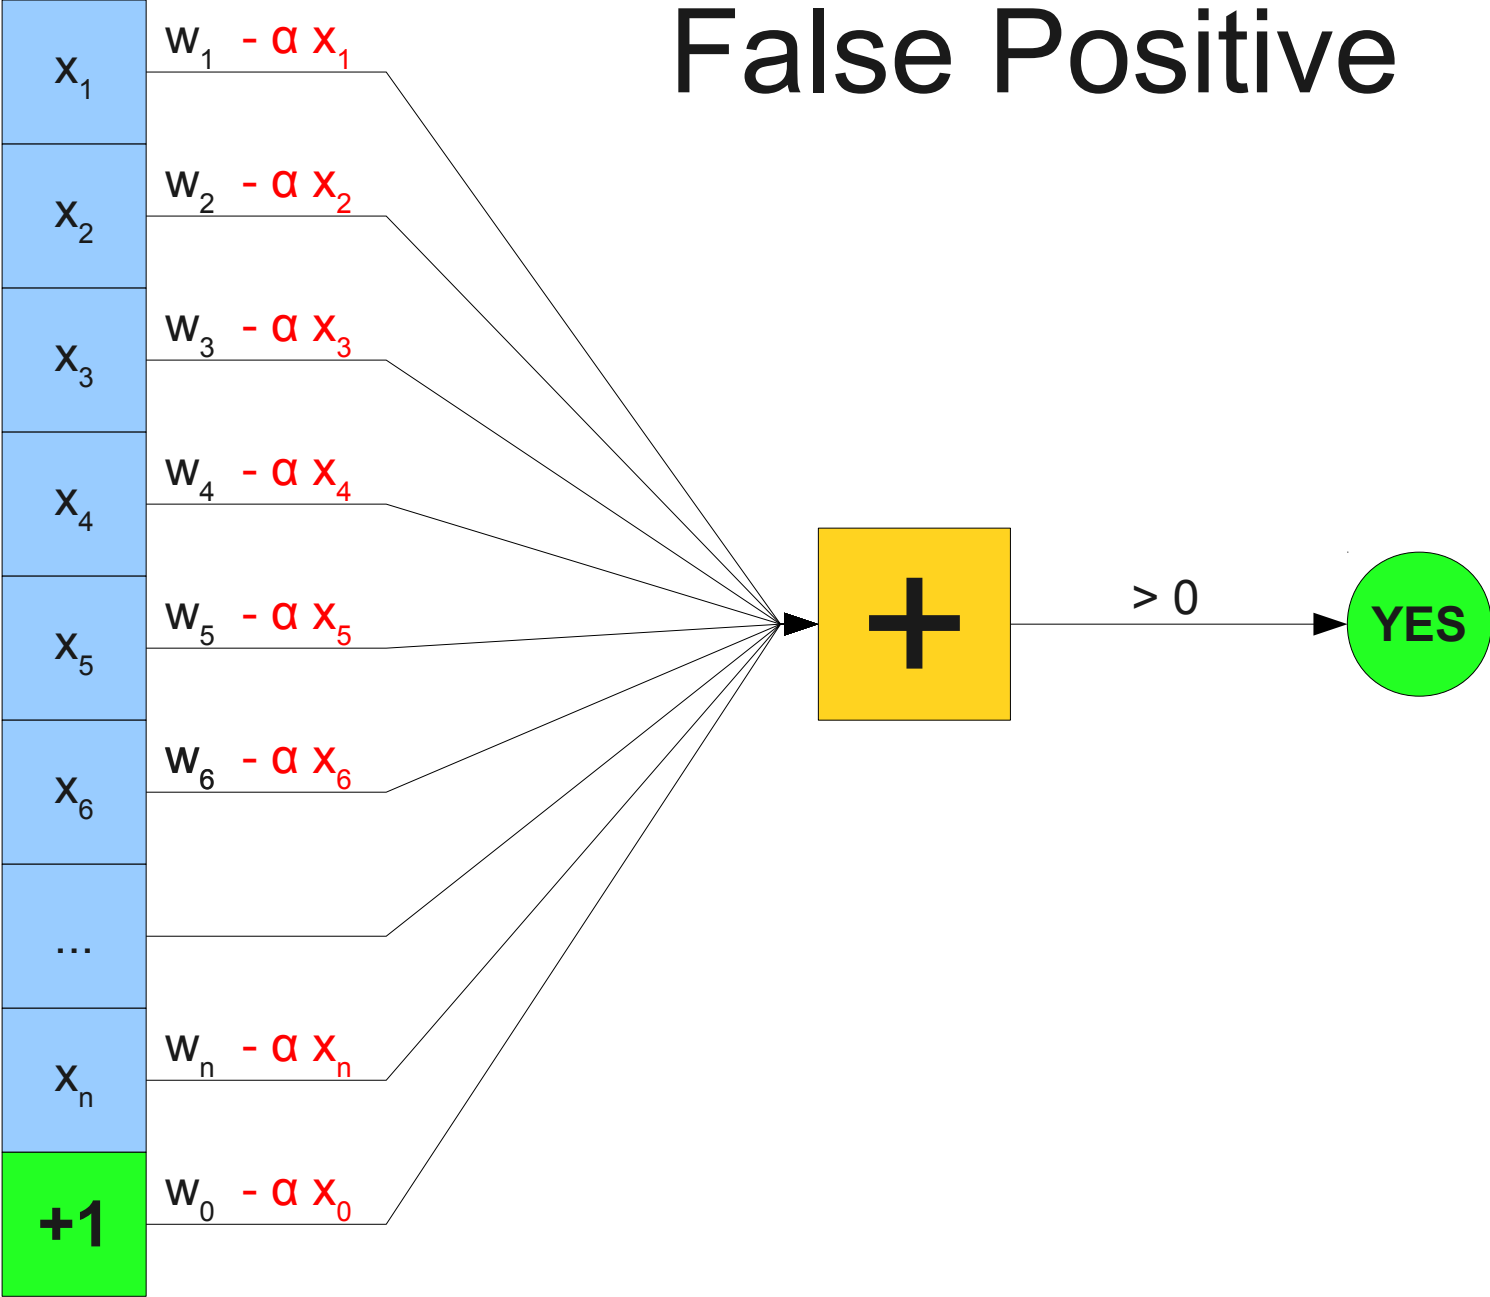 False Positive
x₁
w₁ - α x₁
x₂
w₂ - α x₂
x₃
w₃ - α x₃
x₄
w₄ - α x₄
x₅
w₅ - α x₅
+
> 0
YES
x₆
w₆ - α x₆
...
xₙ
wₙ - α xₙ
+1
w₀ - α x₀